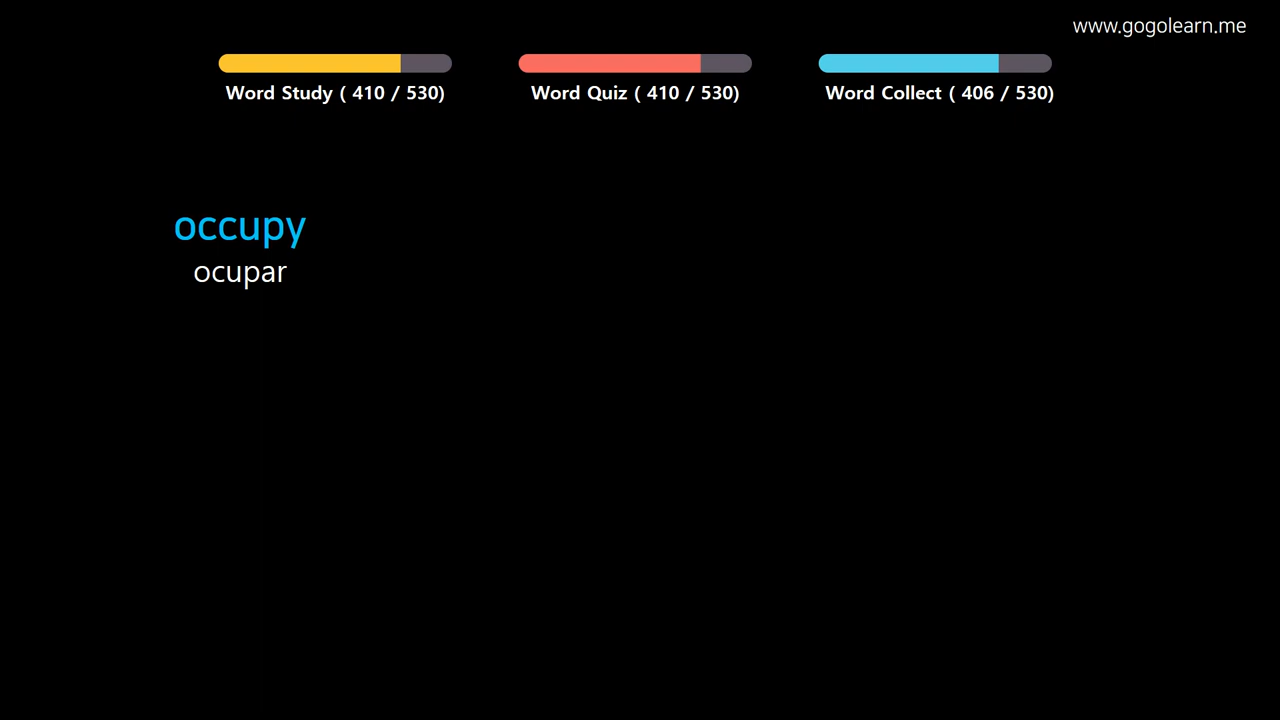 www.gogolearn.me
Word Study ( 410 / 530)
Word Quiz ( 410 / 530)
Word Collect ( 406 / 530)
occupy
ocupar